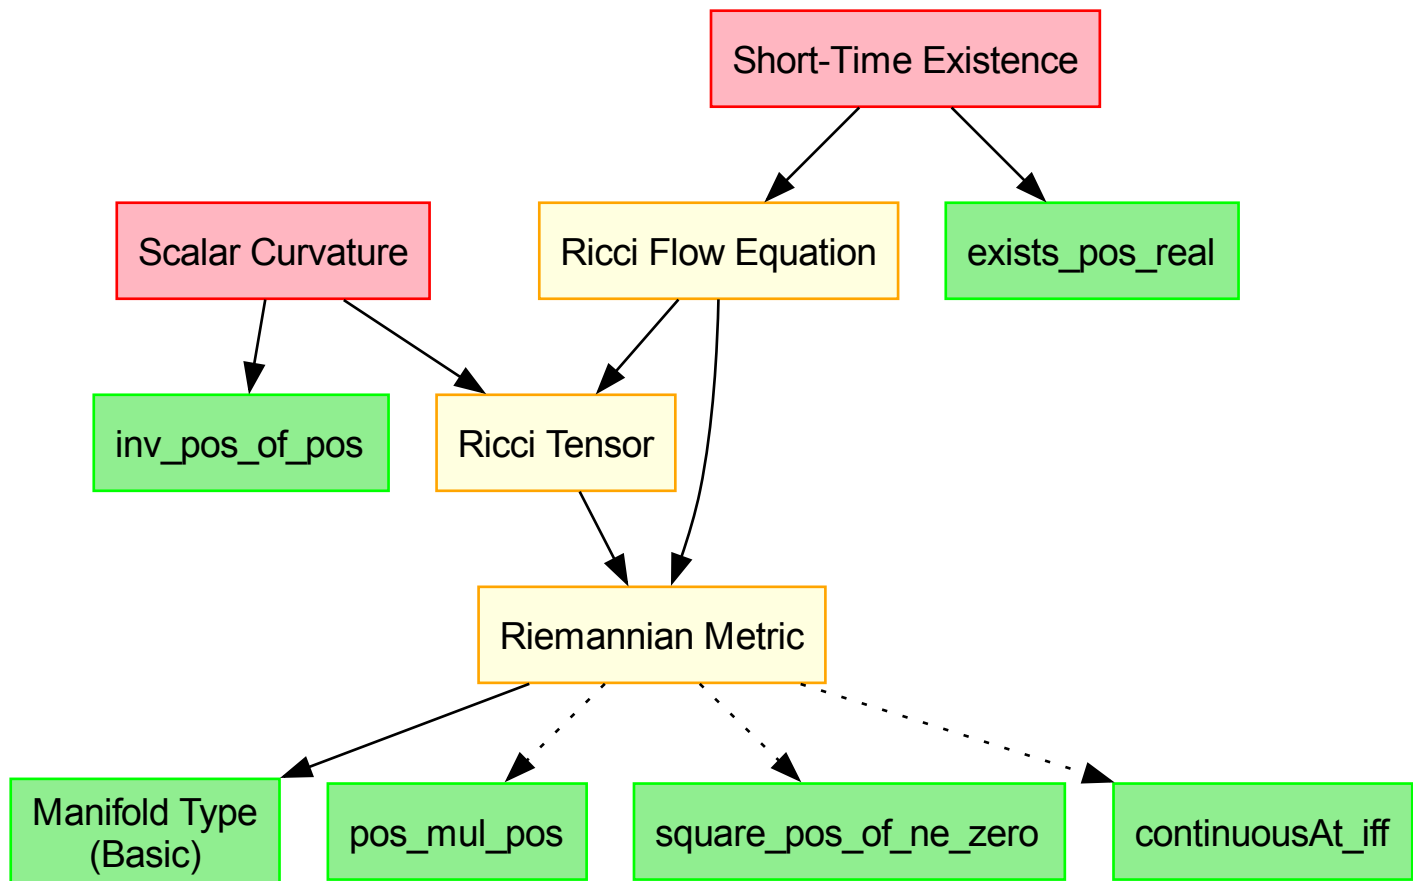 Short-Time Existence
Scalar Curvature
Ricci Flow Equation
exists_pos_real
inv_pos_of_pos
Ricci Tensor
Riemannian Metric
Manifold Type
(Basic)
pos_mul_pos
square_pos_of_ne_zero
continuousAt_iff